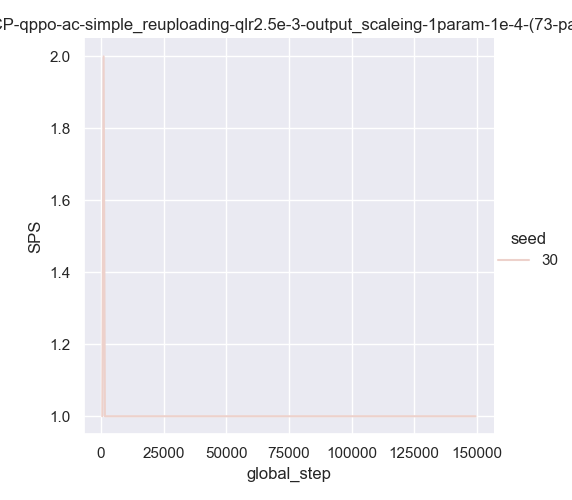 CP-qppo-ac-simple_reuploading-qlr2.5e-3-output_scaleing-1param-1e-4-(73-pa
2.0
1.8
1.6
1.4
1.2
1.0
SPS
0 25000 50000 75000 100000 125000 150000
global_step
seed
30